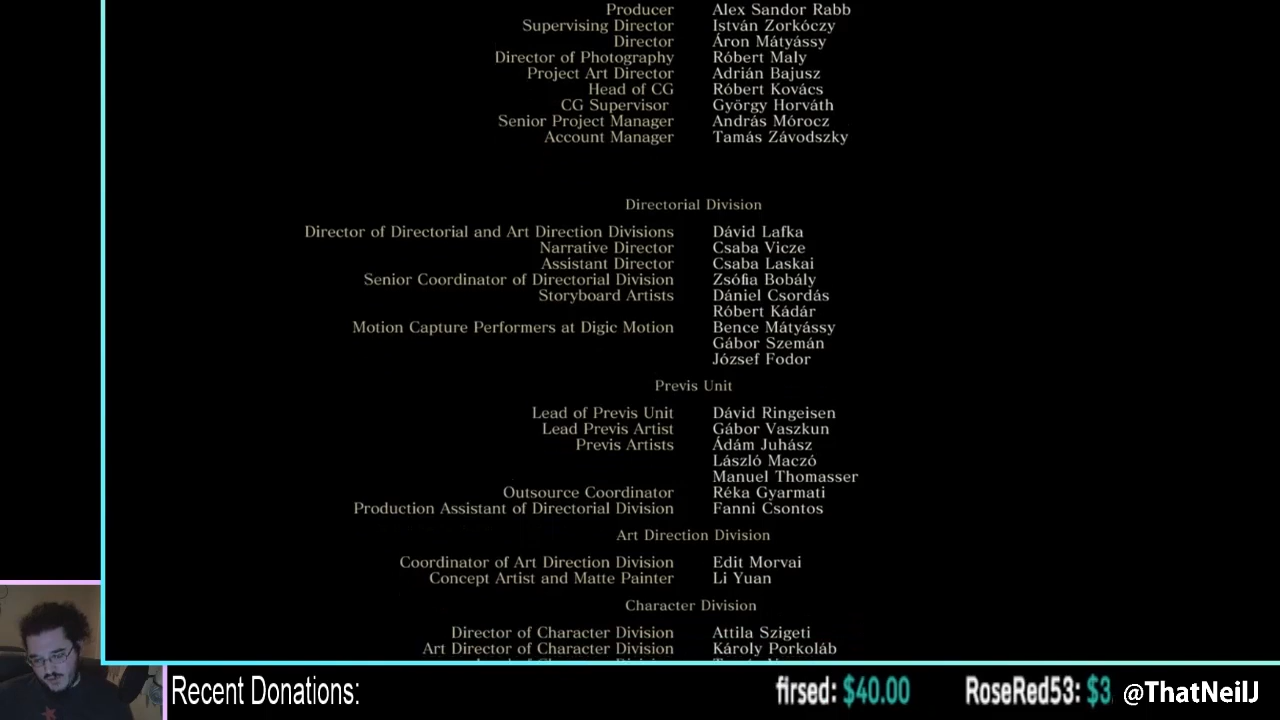 Producer Alex Sandor Rabb
Supervising Director István Zorkóczy
Director Áron Mátyássy
Director of Photography Róbert Maly
Project Art Director Adrián Bajusz
Head of CG Róbert Kovács
CG Supervisor György Horváth
Senior Project Manager András Mórocz
Account Manager Tamás Závodszky
Directorial Division
Director of Directorial and Art Direction Divisions Dávid Lafka
Narrative Director Csaba Vicze
Assistant Director Csaba Laskai
Senior Coordinator of Directorial Division Zsófia Bobály
Storyboard Artists Dániel Csordás
Róbert Kádár
Motion Capture Performers at Digic Motion Bence Mátyássy
Gábor Szemán
József Fodor
Previs Unit
Lead of Previs Unit Dávid Ringeisen
Lead Previs Artist Gábor Vaszkun
Previs Artists Ádám Juhász
László Maczó
Manuel Thomasser
Outsource Coordinator Réka Gyarmati
Production Assistant of Directorial Division Fanni Csontos
Art Direction Division
Coordinator of Art Direction Division Edit Morvai
Concept Artist and Matte Painter Li Yuan
Character Division
Director of Character Division Attila Szigeti
Art Director of Character Division Károly Porkoláb
Recent Donations: firsed: $40.00 RoseRed53: $3 @ThatNeilJ